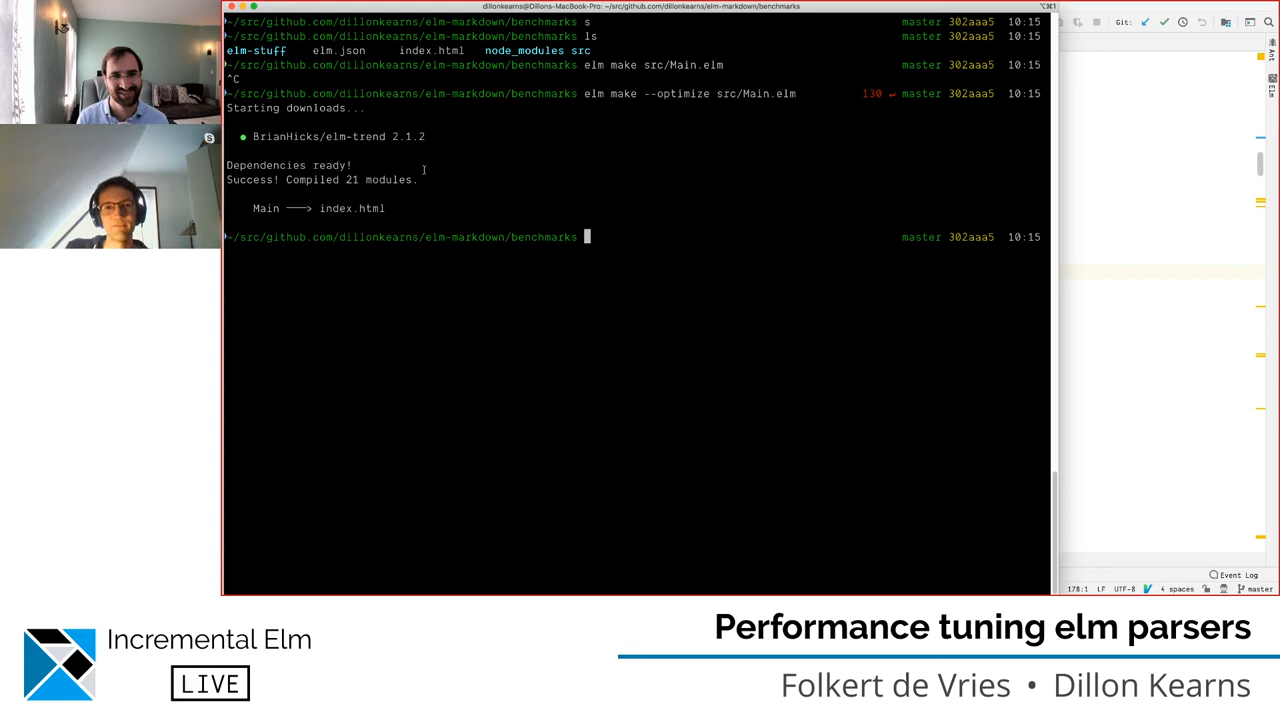 dillonkearns@Dillons-MacBook-Pro: ~/src/github.com/dillonkearns/elm-markdown/benchmarks ⌥⌘1
~/src/github.com/dillonkearns/elm-markdown/benchmarks s master 302aaa5 10:15
~/src/github.com/dillonkearns/elm-markdown/benchmarks ls master 302aaa5 10:15
elm-stuff elm.json index.html node_modules src
~/src/github.com/dillonkearns/elm-markdown/benchmarks elm make src/Main.elm master 302aaa5 10:15
^C
~/src/github.com/dillonkearns/elm-markdown/benchmarks elm make --optimize src/Main.elm 130 ↵ master 302aaa5 10:15
Starting downloads...
● BrianHicks/elm-trend 2.1.2
Dependencies ready!
Success! Compiled 21 modules.
Main ───> index.html
~/src/github.com/dillonkearns/elm-markdown/benchmarks master 302aaa5 10:15
Git:
Ant
Elm
Event Log
178:1 LF UTF-8 4 spaces master
Incremental Elm
LIVE
Performance tuning elm parsers
Folkert de Vries • Dillon Kearns